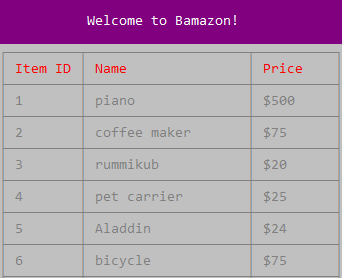 Welcome to Bamazon!
Item ID Name Price
1 piano $500
2 coffee maker $75
3 rummikub $20
4 pet carrier $25
5 Aladdin $24
6 bicycle $75